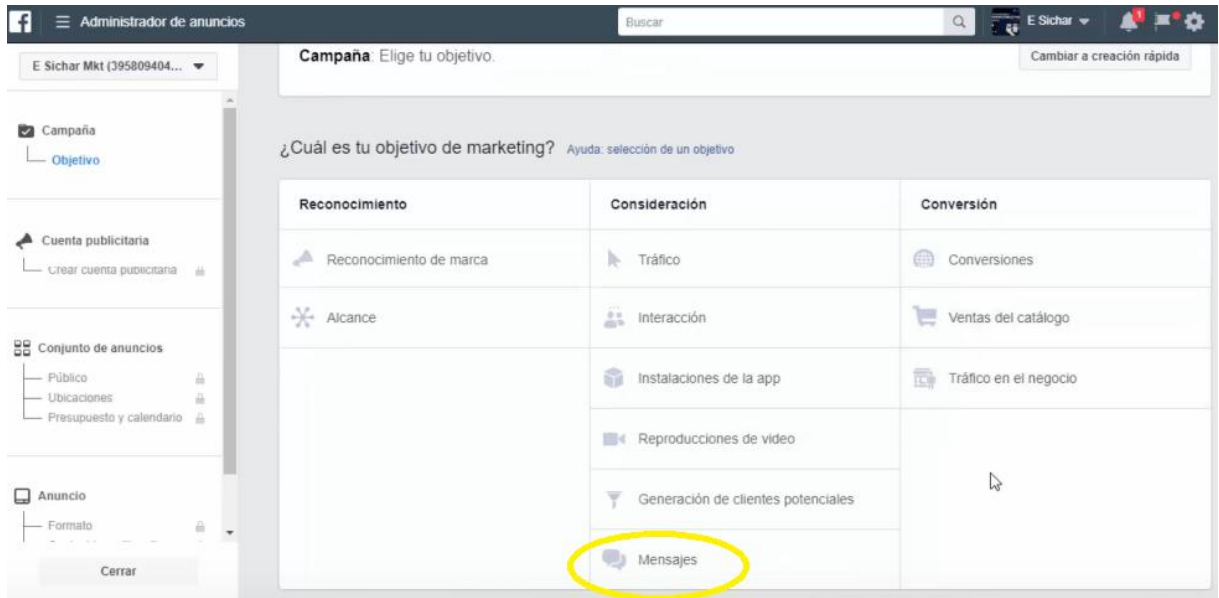 f Administrador de anuncios Buscar E Sichar 1
E Sichar Mkt (395809404...
Campaña: Elige tu objetivo. Cambiar a creación rápida
Campaña
Objetivo
Cuenta publicitaria
Crear cuenta publicitaria
Conjunto de anuncios
Público
Ubicaciones
Presupuesto y calendario
Anuncio
Formato
Cerrar
¿Cuál es tu objetivo de marketing? Ayuda: selección de un objetivo
Reconocimiento Consideración Conversión
Reconocimiento de marca Tráfico Conversiones
Alcance Interacción Ventas del catálogo
Instalaciones de la app Tráfico en el negocio
Reproducciones de video
Generación de clientes potenciales
Mensajes